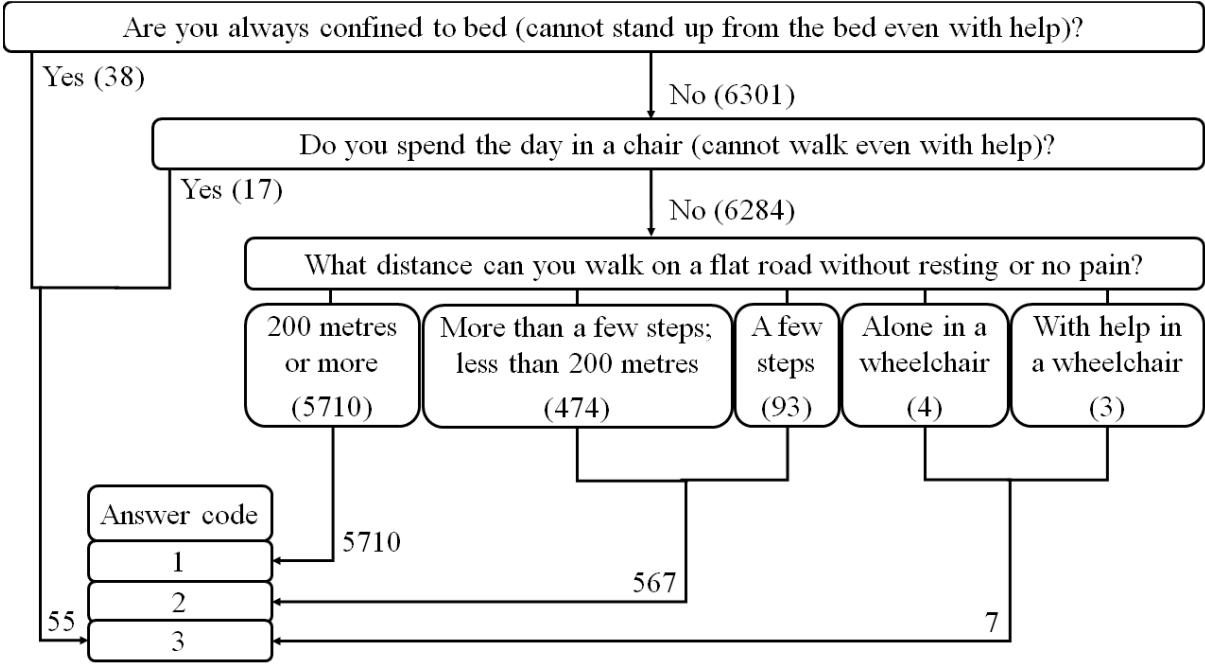 Are you always confined to bed (cannot stand up from the bed even with help)?
Yes (38)
No (6301)
Do you spend the day in a chair (cannot walk even with help)?
Yes (17)
No (6284)
What distance can you walk on a flat road without resting or no pain?
200 metres
or more
(5710)
More than a few steps;
less than 200 metres
(474)
A few
steps
(93)
Alone in a
wheelchair
(4)
With help in
a wheelchair
(3)
Answer code
1
2
3
5710
567
55
7